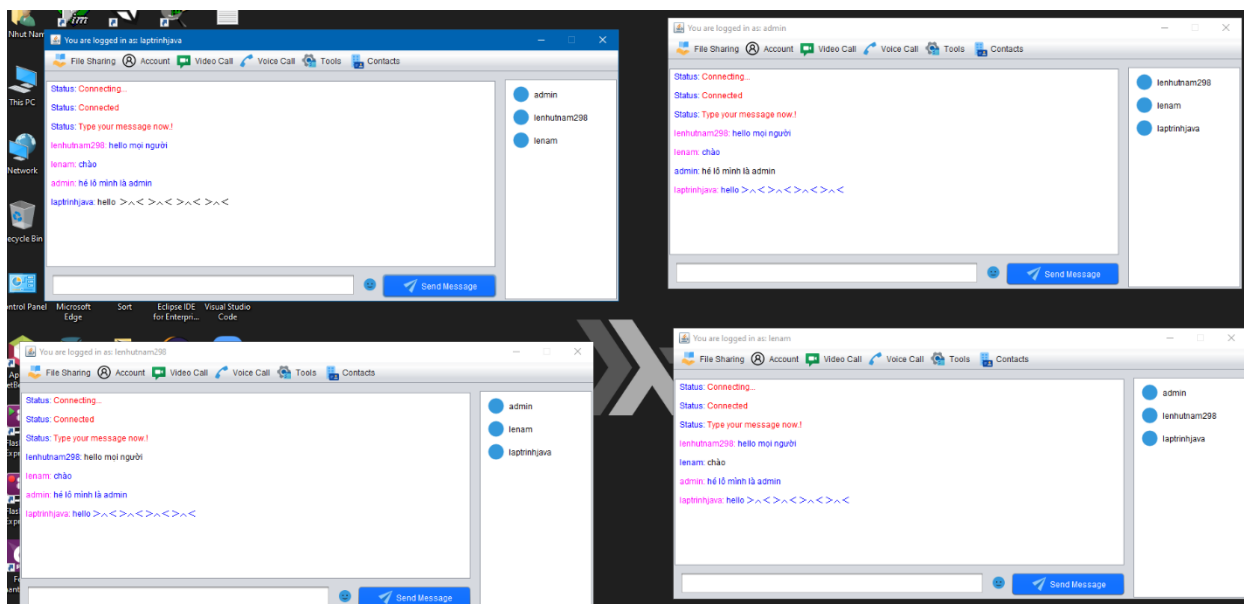 Nhut Nam
This PC
Network
ecycle Bin
ntrol Panel
Microsoft Edge
Sort
Eclipse IDE for Enterpri...
Visual Studio Code
You are logged in as: laptrinhjava
File Sharing Account Video Call Voice Call Tools Contacts
Status: Connecting...
Status: Connected
Status: Type your message now.!
lenhutnam298: hello mọi người
lenam: chào
admin: hé lô mình là admin
laptrinhjava: hello >^< >^< >^< >^<
admin
lenhutnam298
lenam
Send Message
You are logged in as: admin
File Sharing Account Video Call Voice Call Tools Contacts
Status: Connecting...
Status: Connected
Status: Type your message now.!
lenhutnam298: hello mọi người
lenam: chào
admin: hé lô mình là admin
laptrinhjava: hello >^< >^< >^< >^<
lenhutnam298
lenam
laptrinhjava
Send Message
You are logged in as: lenhutnam298
File Sharing Account Video Call Voice Call Tools Contacts
Status: Connecting...
Status: Connected
Status: Type your message now.!
lenhutnam298: hello mọi người
lenam: chào
admin: hé lô mình là admin
laptrinhjava: hello >^< >^< >^< >^<
admin
lenam
laptrinhjava
Send Message
You are logged in as: lenam
File Sharing Account Video Call Voice Call Tools Contacts
Status: Connecting...
Status: Connected
Status: Type your message now.!
lenhutnam298: hello mọi người
lenam: chào
admin: hé lô mình là admin
laptrinhjava: hello >^< >^< >^< >^<
admin
lenhutnam298
laptrinhjava
Send Message